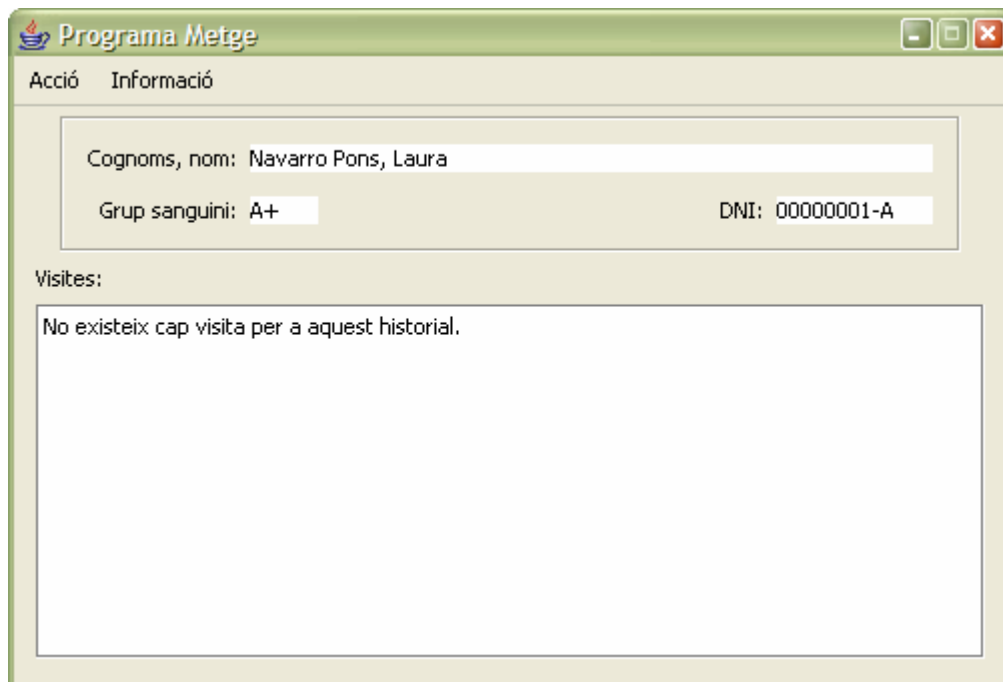 Programa Metge
Acció Informació
Cognoms, nom: Navarro Pons, Laura
Grup sanguini: A+ DNI: 00000001-A
Visites:
No existeix cap visita per a aquest historial.